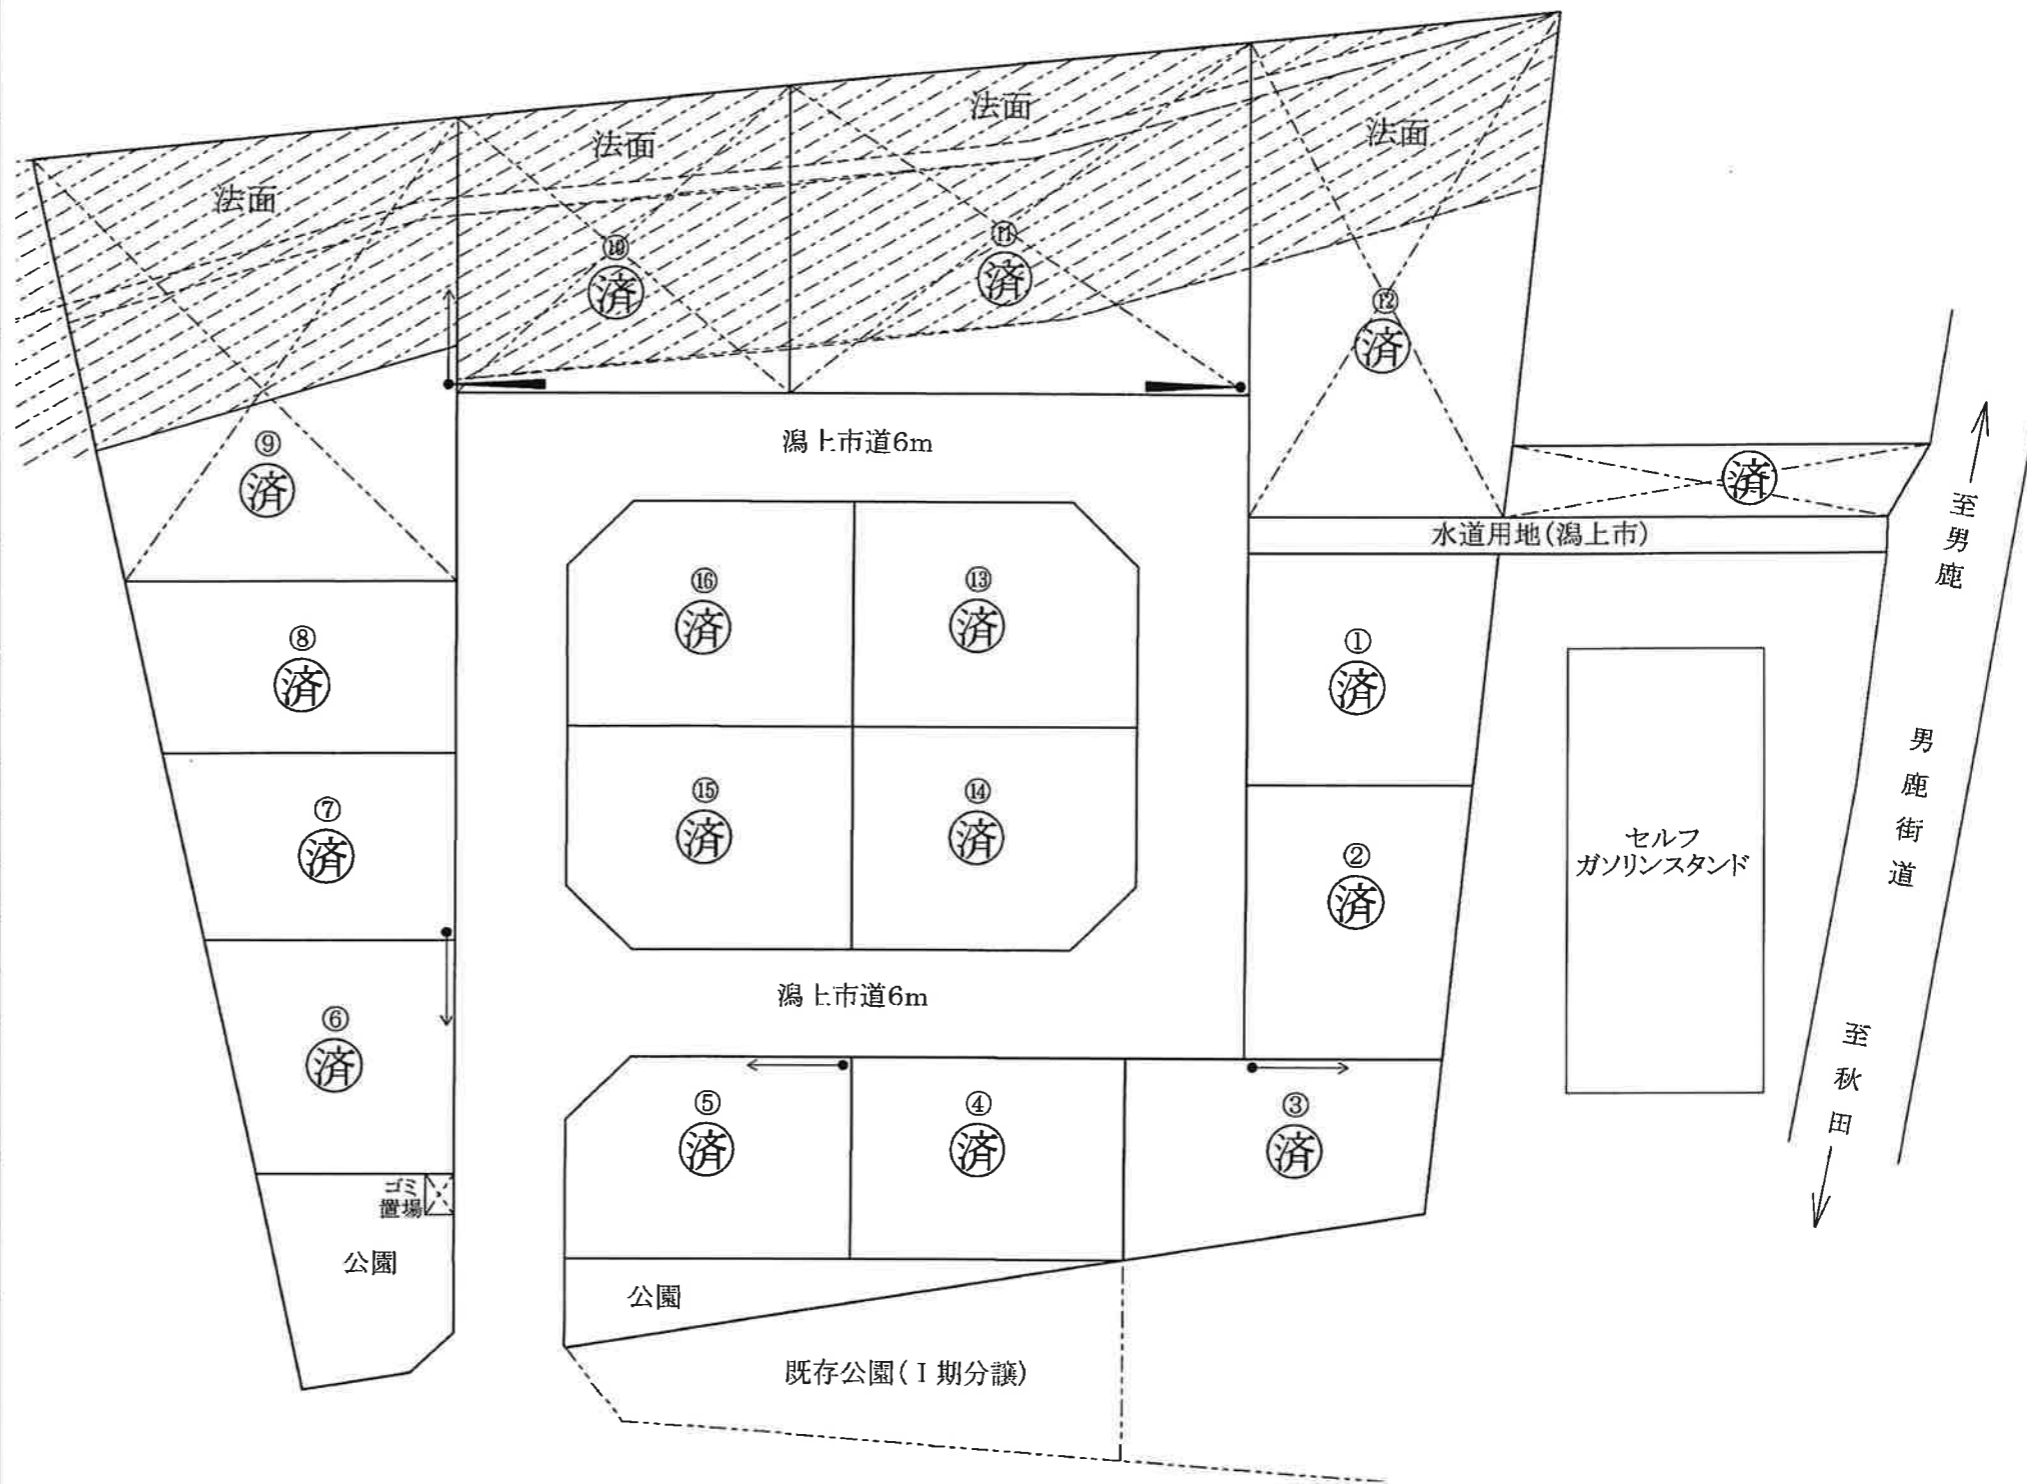 法面
法面
法面
法面
⑩
済
⑪
済
⑫
済
⑨
済
潟上市道6m
済
水道用地(潟上市)
至男鹿
⑯
済
⑬
済
①
済
⑧
済
⑦
済
⑮
済
⑭
済
②
済
セルフ
ガソリンスタンド
男鹿街道
潟上市道6m
⑥
済
至秋田
⑤
済
④
済
③
済
ゴミ
置場
公園
公園
既存公園(Ⅰ期分譲)